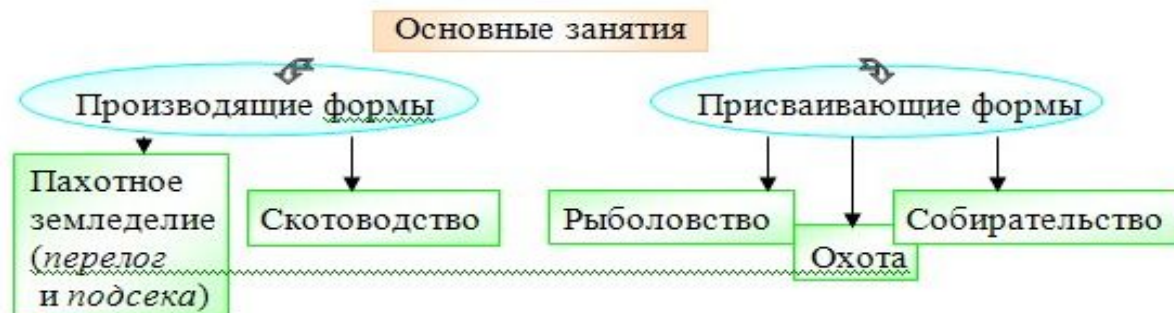 Основные занятия
Производящие формы
Присваивающие формы
Пахотное
земледелие
(перелог
и подсека)
Скотоводство
Рыболовство
Охота
Собирательство